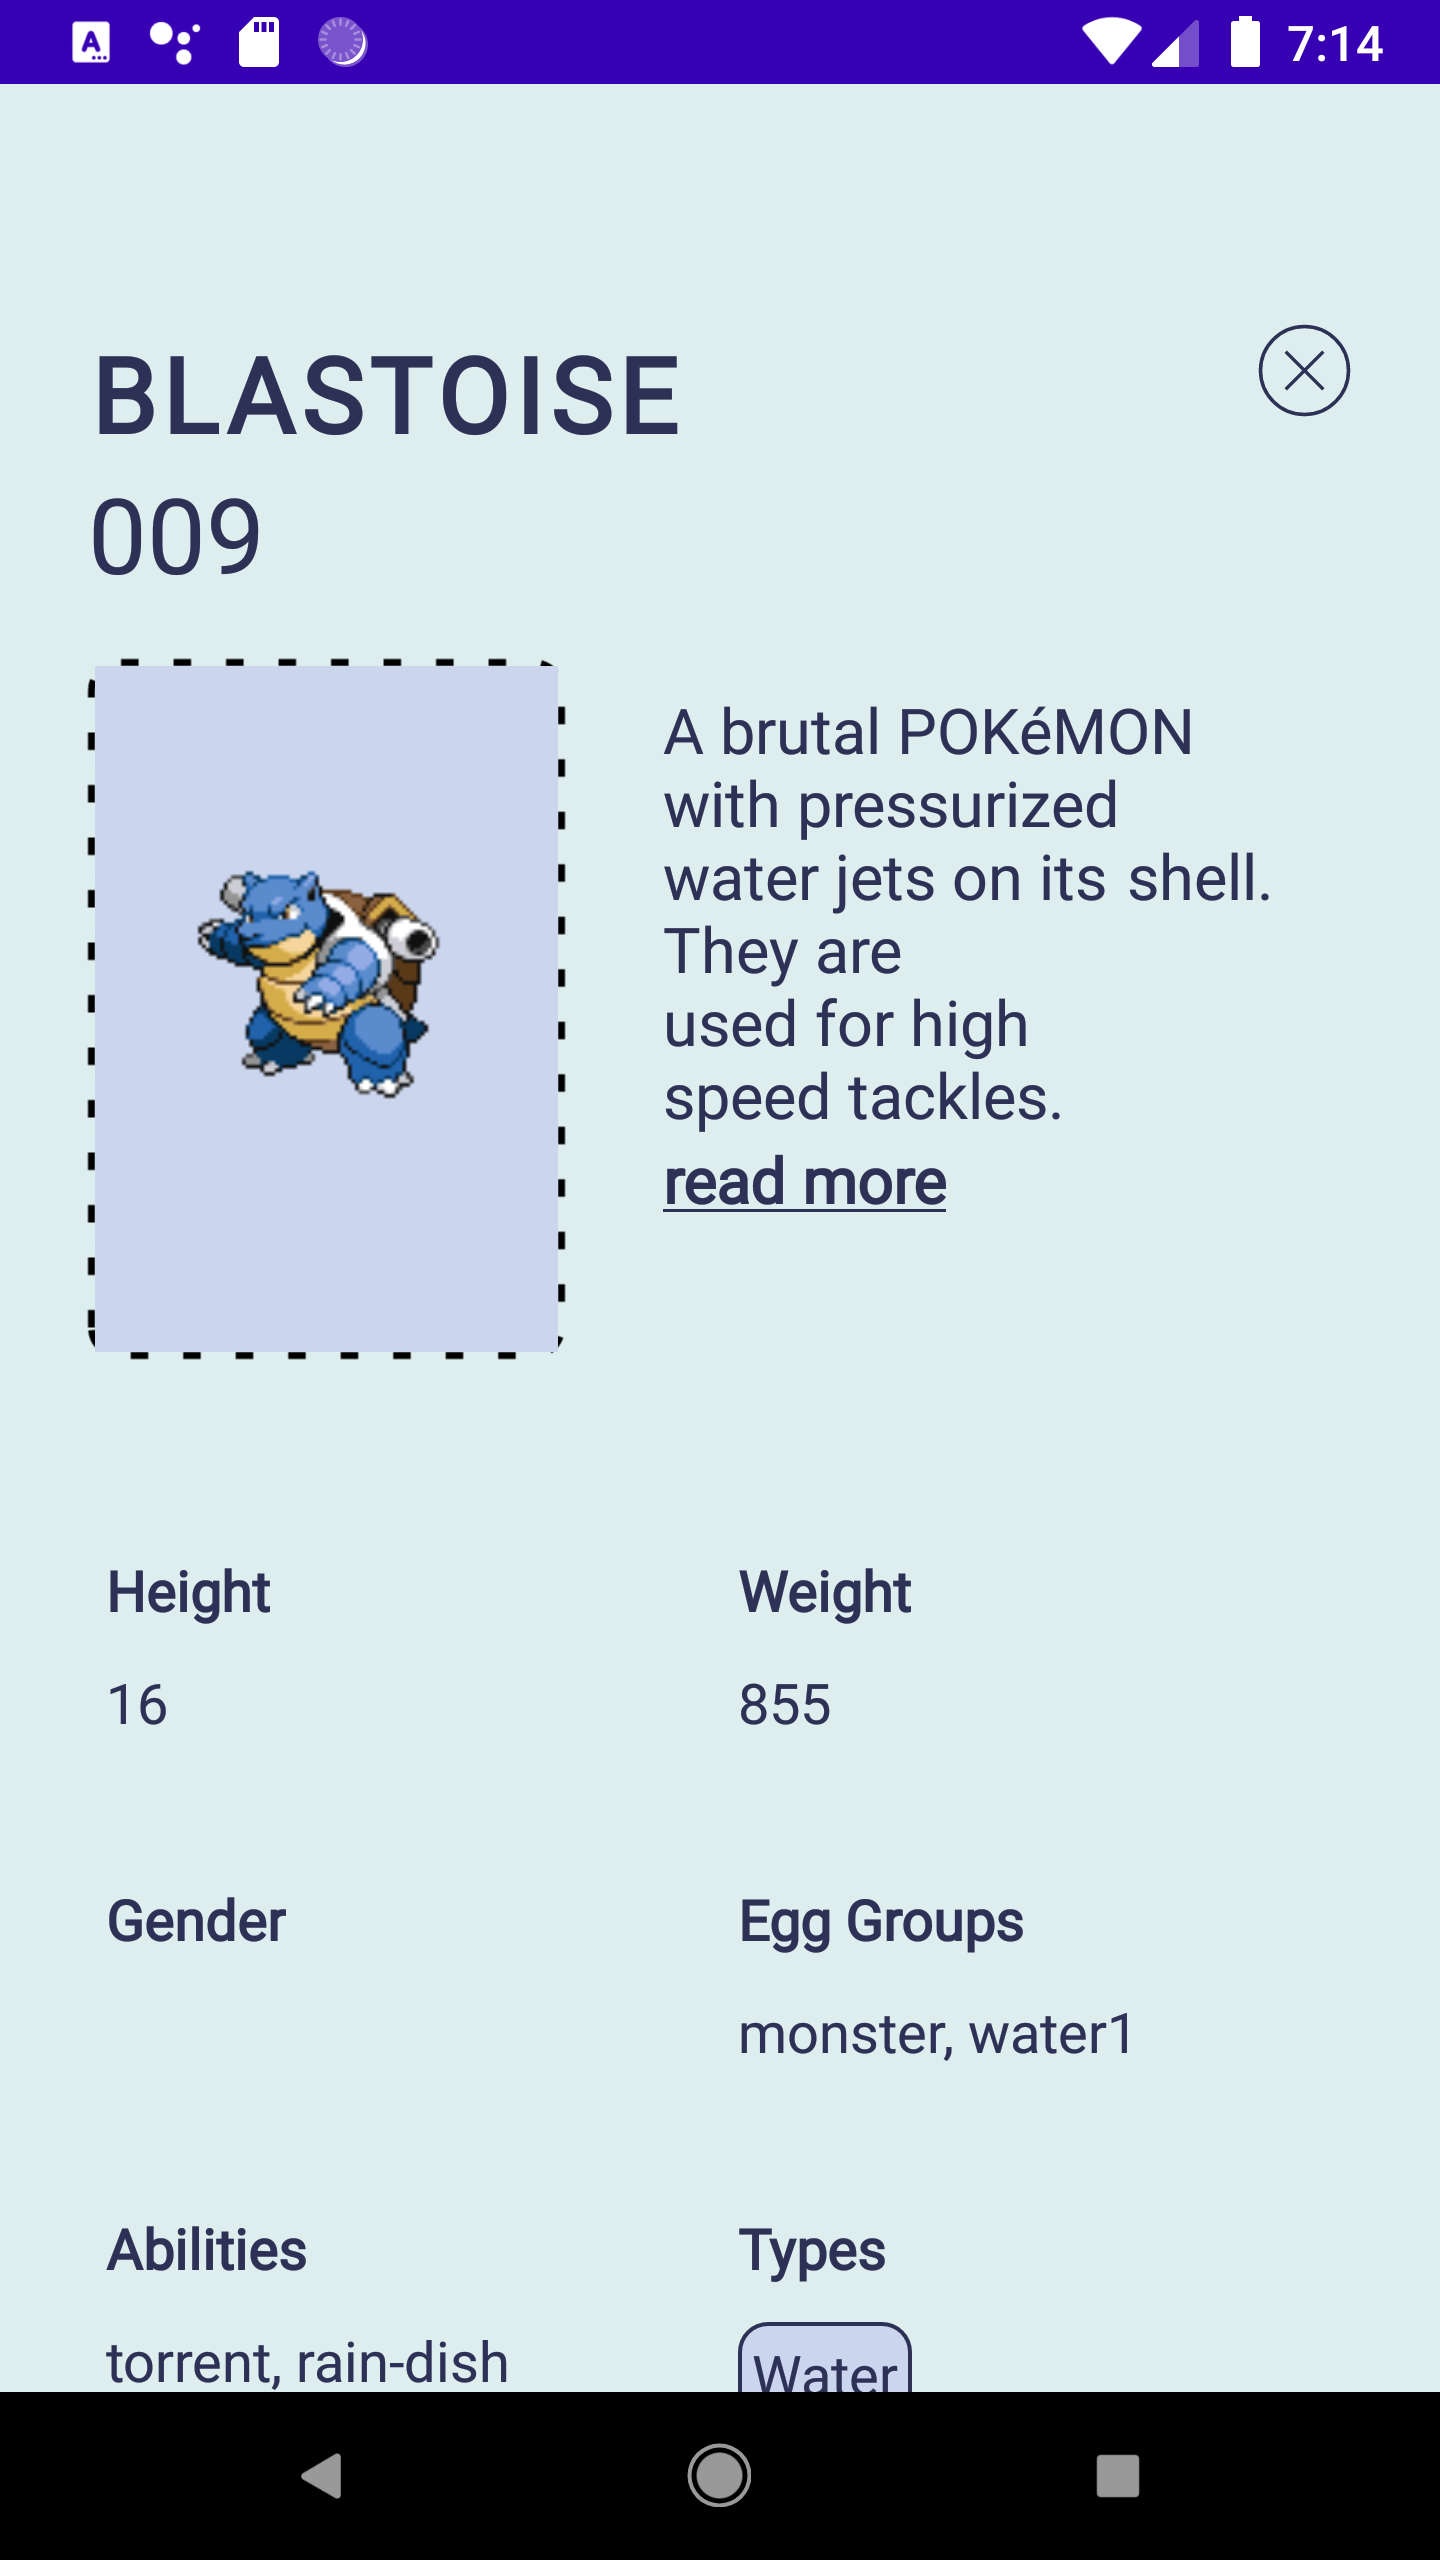 7:14
BLASTOISE
009
A brutal POKéMON
with pressurized
water jets on its shell.
They are
used for high
speed tackles.
read more
Height
Weight
16
855
Gender
Egg Groups
monster, water1
Abilities
Types
torrent, rain-dish
Water